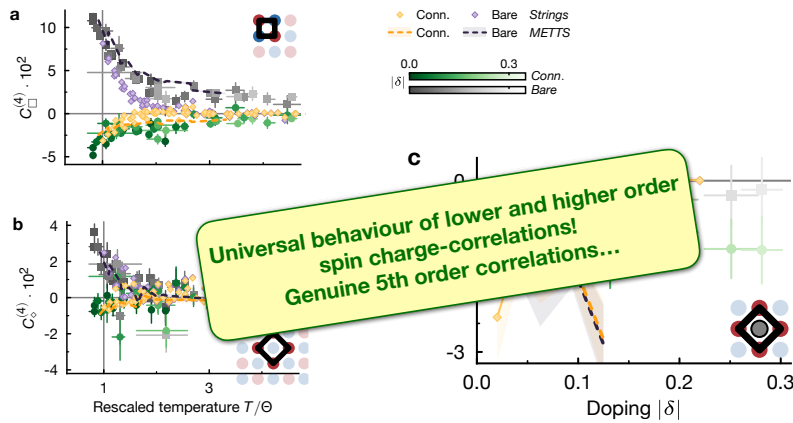 a
10
5
0
-5
C□(4) · 10²
Conn.
Bare
Strings
Conn.
Bare
METTS
0.0
0.3
|δ|
Conn.
Bare
b
4
2
0
-2
-4
C⋄(4) · 10²
1
3
Rescaled temperature T/Θ
c
0
-3
0.0
0.1
0.2
0.3
Doping |δ|
Universal behaviour of lower and higher order
spin charge-correlations!
Genuine 5th order correlations...